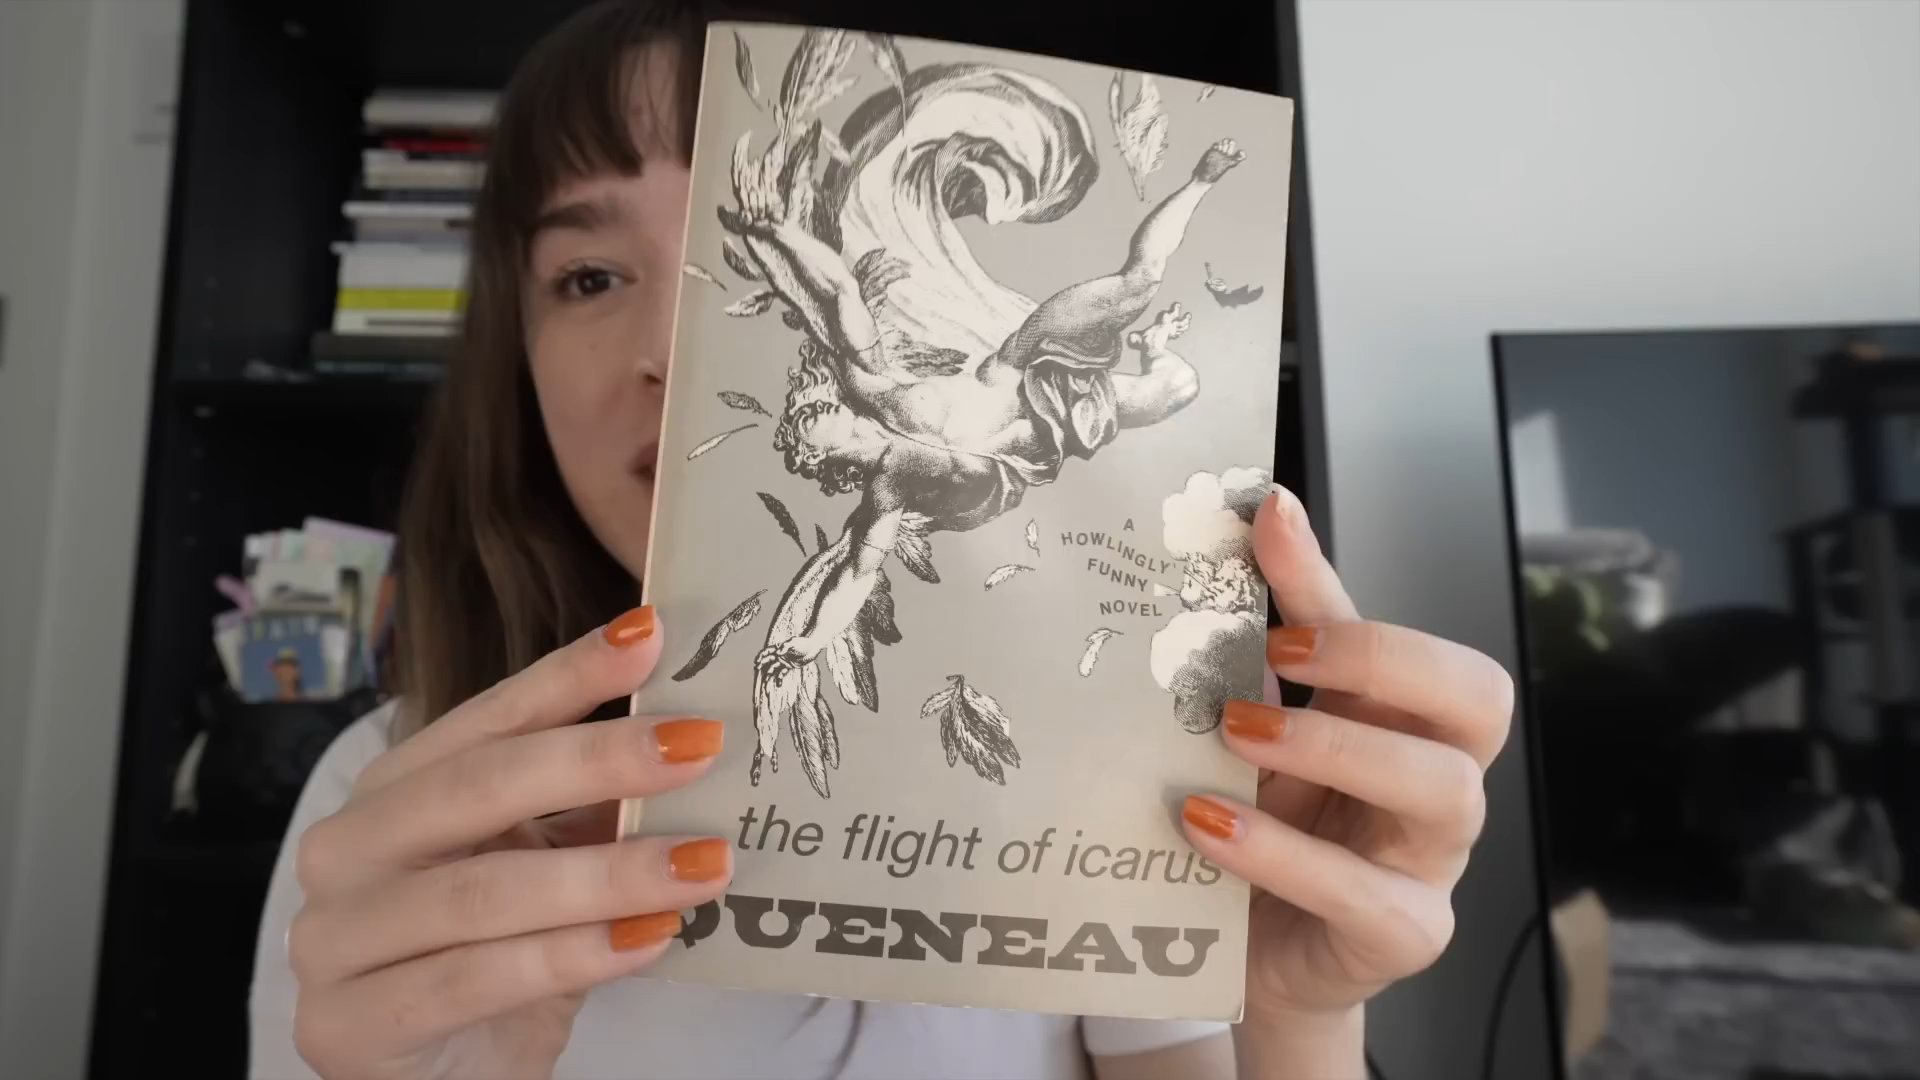 A
HOWLINGLY
FUNNY
NOVEL
the flight of icarus
QUENEAU